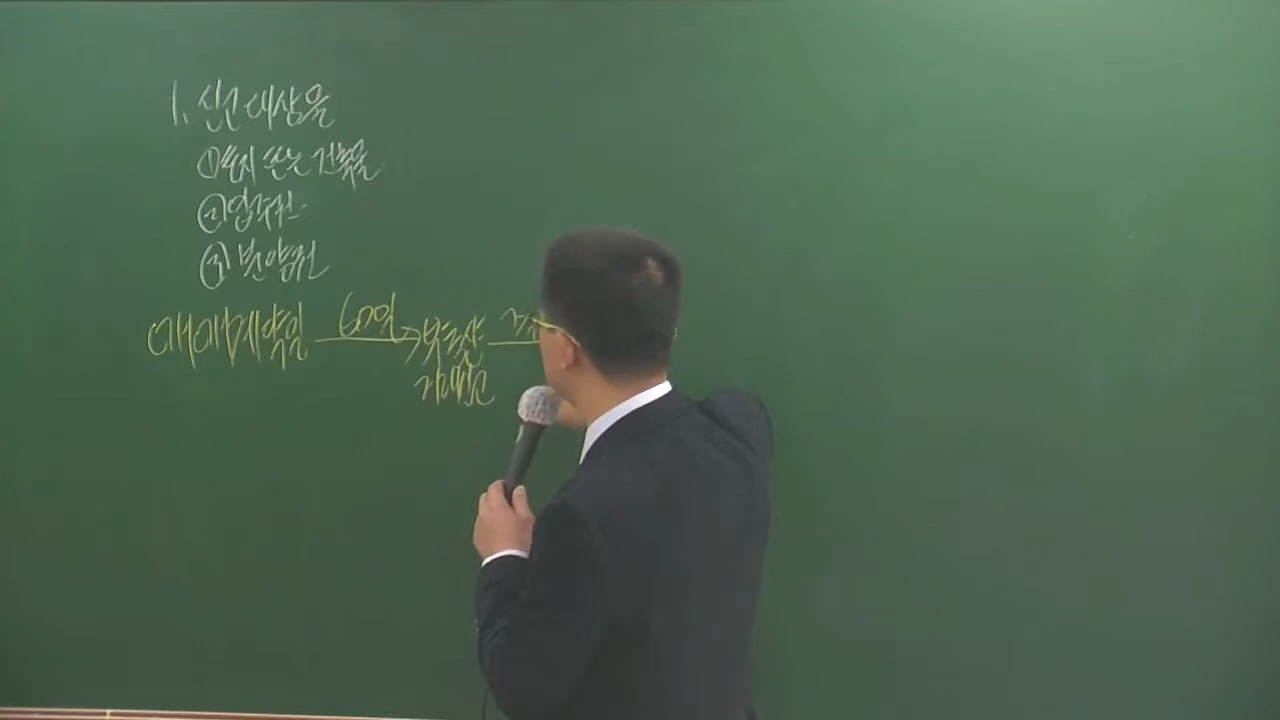 1. 신고대상물
① 토지 또는 건축물
② 입주권
③ 분양권
매매계약일 60일 → 부동산
거래신고